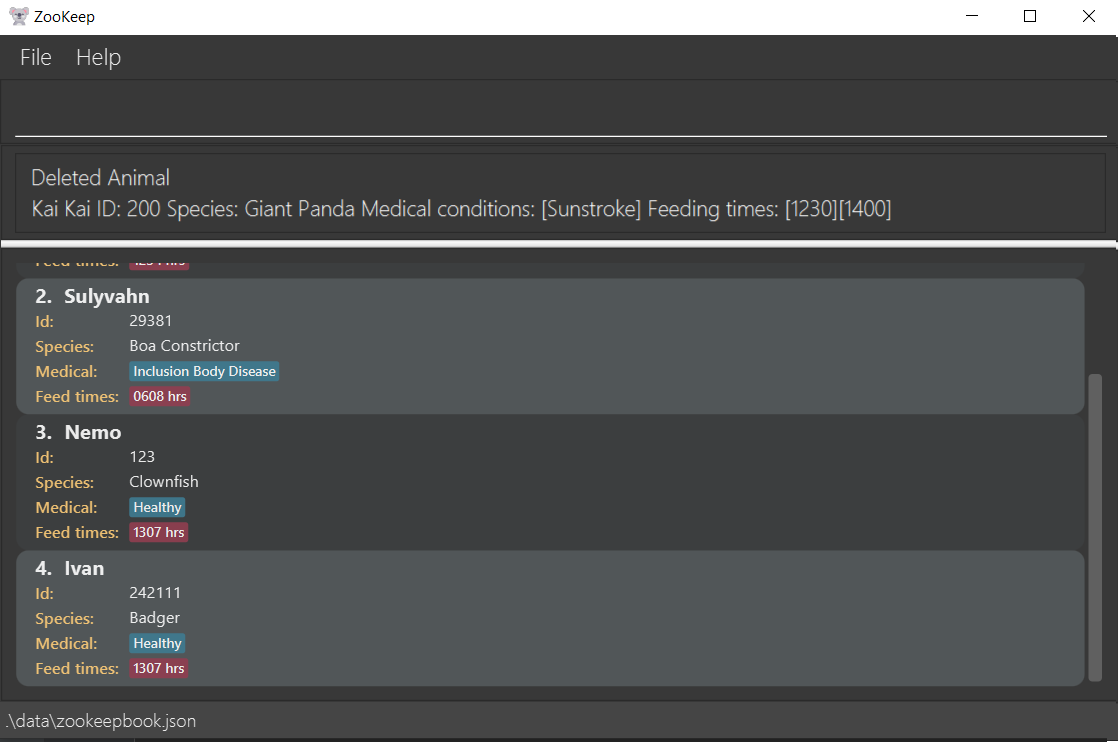 ZooKeep
File Help
Deleted Animal
Kai Kai ID: 200 Species: Giant Panda Medical conditions: [Sunstroke] Feeding times: [1230][1400]
Feed times:
2. Sulyvahn
Id: 29381
Species: Boa Constrictor
Medical: Inclusion Body Disease
Feed times: 0608 hrs
3. Nemo
Id: 123
Species: Clownfish
Medical: Healthy
Feed times: 1307 hrs
4. Ivan
Id: 242111
Species: Badger
Medical: Healthy
Feed times: 1307 hrs
.\data\zookeepbook.json